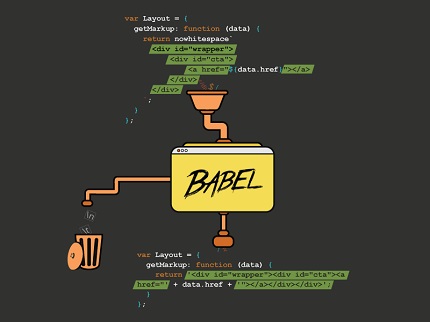 var Layout = {
getMarkup: function (data) {
return nowhitespace`
<div id="wrapper">
<div id="cta">
<a href="${data.href}"></a>
</div>
</div>
`;
}
};
BABEL
\n
\n
var Layout = {
getMarkup: function (data) {
return '<div id="wrapper"><div id="cta"><a
href="' + data.href + '"></a></div></div>';
}
};